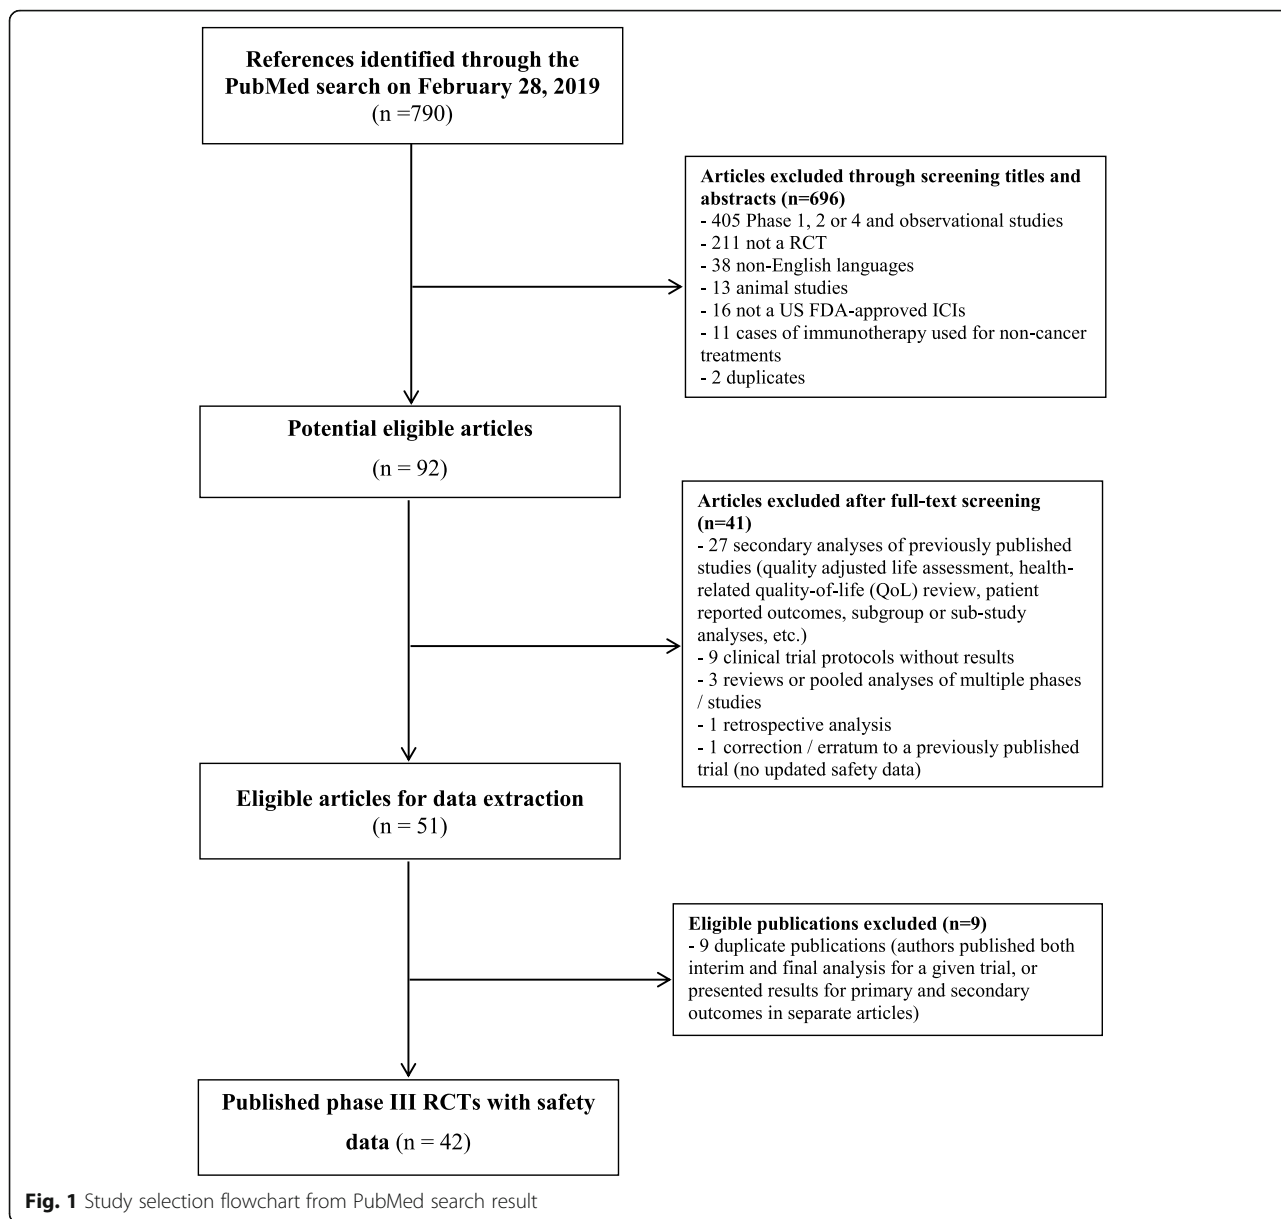 References identified through the
PubMed search on February 28, 2019
(n =790)
Articles excluded through screening titles and
abstracts (n=696)
- 405 Phase 1, 2 or 4 and observational studies
- 211 not a RCT
- 38 non-English languages
- 13 animal studies
- 16 not a US FDA-approved ICIs
- 11 cases of immunotherapy used for non-cancer
treatments
- 2 duplicates
Potential eligible articles
(n = 92)
Articles excluded after full-text screening
(n=41)
- 27 secondary analyses of previously published
studies (quality adjusted life assessment, health-
related quality-of-life (QoL) review, patient
reported outcomes, subgroup or sub-study
analyses, etc.)
- 9 clinical trial protocols without results
- 3 reviews or pooled analyses of multiple phases
/ studies
- 1 retrospective analysis
- 1 correction / erratum to a previously published
trial (no updated safety data)
Eligible articles for data extraction
(n = 51)
Eligible publications excluded (n=9)
- 9 duplicate publications (authors published both
interim and final analysis for a given trial, or
presented results for primary and secondary
outcomes in separate articles)
Published phase III RCTs with safety
data (n = 42)
Fig. 1 Study selection flowchart from PubMed search result